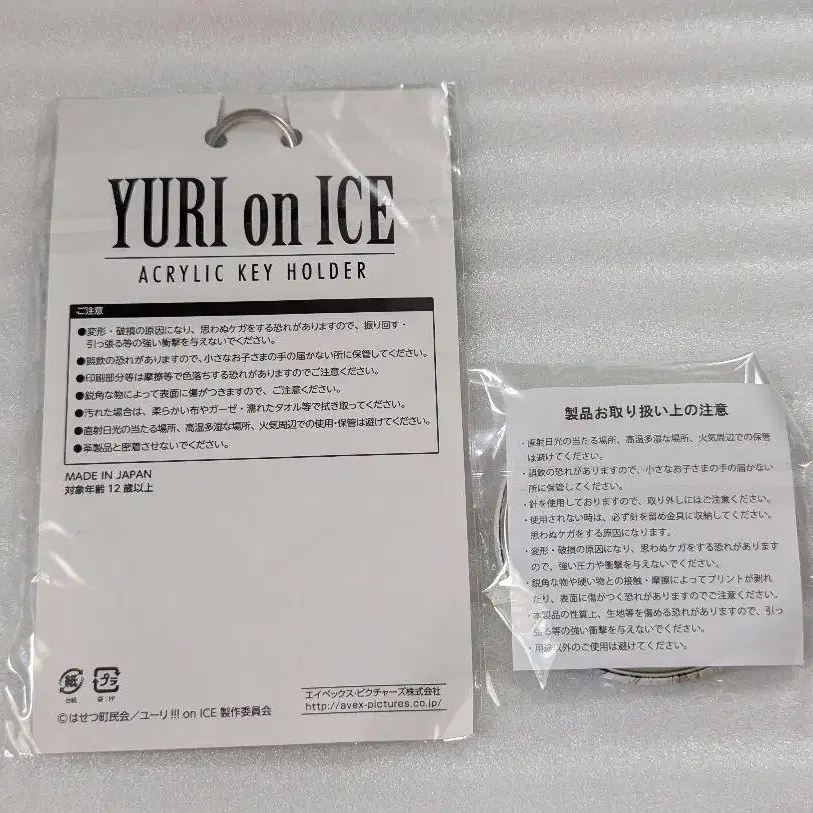 YURI on ICE
ACRYLIC KEY HOLDER
ご注意
●変形・破損の原因になり、思わぬケガをする恐れがありますので、振り回す・
引っ張る等の強い衝撃を与えないでください。
●誤飲の恐れがありますので、小さなお子さまの手の届かない所に保管してください。
●印刷部分等は摩擦等で色落ちする恐れがありますのでご注意ください。
●鋭角な物によって表面に傷がつきますので、ご注意ください。
●汚れた場合は、柔らかい布やガーゼ・濡れたタオル等で拭き取ってください。
●直射日光の当たる場所、高温多湿な場所、火気周辺での使用・保管は避けてください。
●革製品と密着させないでください。
MADE IN JAPAN
対象年齢12歳以上
紙
台紙
プラ
袋:PP
エイベックス・ピクチャーズ株式会社
http://avex-pictures.co.jp/
©はせつ町民会/ユーリ!!! on ICE 製作委員会
製品お取り扱い上の注意
・直射日光の当たる場所、高温多湿な場所、火気周辺での保管
は避けてください。
・誤飲の恐れがありますので、小さなお子さまの手の届かない
所に保管してください。
・針を使用しておりますので、取り外しにはご注意ください。
・使用されない時は、必ず針を留め金具に収納してください。
思わぬケガをする原因になります。
・変形・破損の原因になり、思わぬケガをする恐れがあります
ので、強い圧力や衝撃を与えないでください。
・鋭角な物や硬い物との接触・摩擦によってプリントが剥れ
たり、表面に傷がつく恐れがありますのでご注意ください。
・本製品の性質上、生地等を傷める恐れがありますので、引っ
張る等の強い衝撃を与えないでください。
・用途以外のご使用は避けてください。